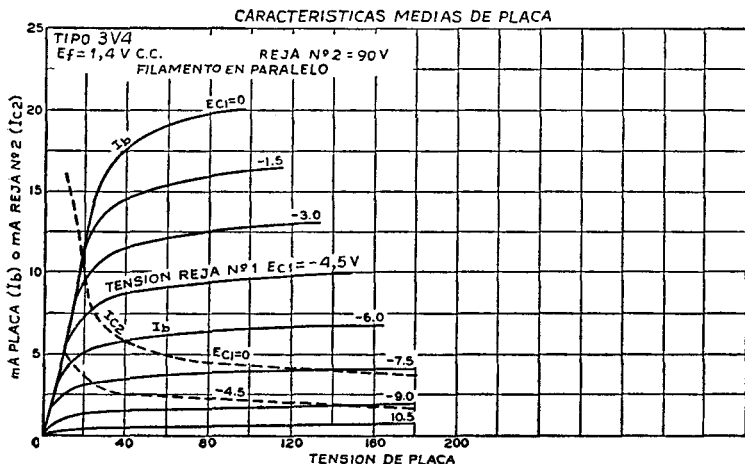 CARACTERISTICAS MEDIAS DE PLACA
TIPO 3V4
Ef=1,4 V C.C.
REJA Nº2 = 90V
FILAMENTO EN PARALELO
mA PLACA (Ib) o mA REJA Nº2 (Ic2)
25
20
15
10
5
0
Ib
EC1=0
-1.5
-3.0
TENSION REJA Nº1 EC1=-4,5V
IC2
Ib
-6.0
EC1=0
-7.5
-4.5
-9.0
10.5
40
80
120
160
200
TENSION DE PLACA